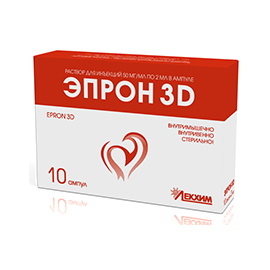 РАСТВОР ДЛЯ ИНЪЕКЦИЙ 50 МГ/МЛ ПО 2 МЛ В АМПУЛЕ
ЭПРОН 3D
EPRON 3D
ВНУТРИМЫШЕЧНО
ВНУТРИВЕННО
СТЕРИЛЬНО!
10 ампул
ЛЕКХИМ